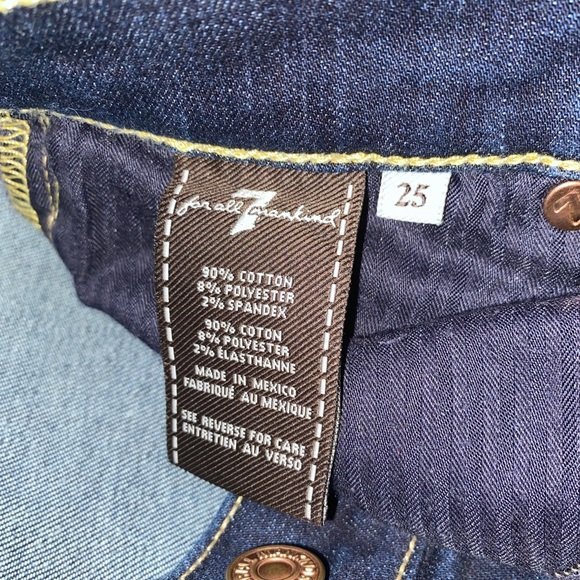 7
for all mankind
25
90% COTTON
8% POLYESTER
2% SPANDEX
90% COTON
8% POLYESTER
2% ÉLASTHANNE
MADE IN MEXICO
FABRIQUÉ AU MEXIQUE
SEE REVERSE FOR CARE
ENTRETIEN AU VERSO